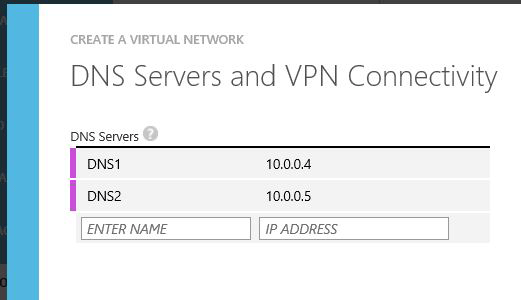 CREATE A VIRTUAL NETWORK
DNS Servers and VPN Connectivity
DNS Servers ?
DNS1 10.0.0.4
DNS2 10.0.0.5
ENTER NAME IP ADDRESS